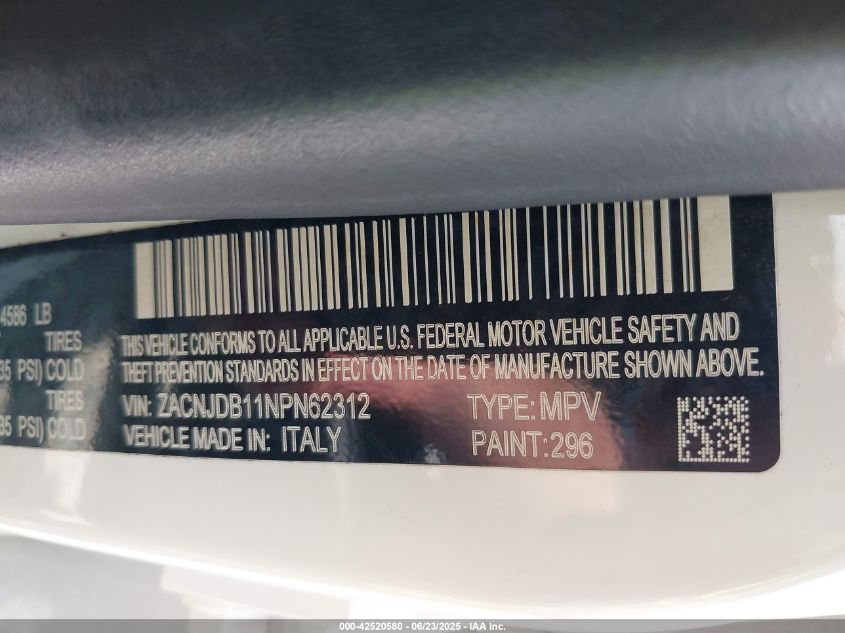 4586 LB
TIRES
35 PSI) COLD
TIRES
35 PSI) COLD
THIS VEHICLE CONFORMS TO ALL APPLICABLE U.S. FEDERAL MOTOR VEHICLE SAFETY AND
THEFT PREVENTION STANDARDS IN EFFECT ON THE DATE OF MANUFACTURE SHOWN ABOVE.
VIN: ZACNJDB11NPN62312 TYPE: MPV
VEHICLE MADE IN: ITALY PAINT: 296
000-42520580 - 06/23/2025 - IAA Inc.